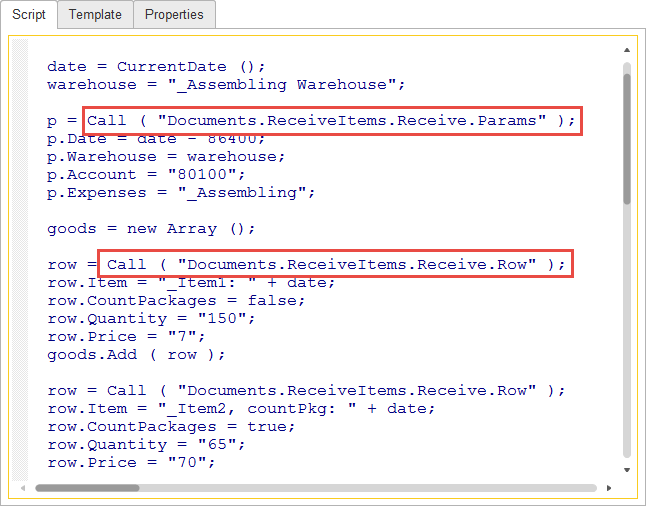 Script Template Properties
date = CurrentDate ();
warehouse = "_Assembling Warehouse";
p = Call ( "Documents.ReceiveItems.Receive.Params" );
p.Date = date - 86400;
p.Warehouse = warehouse;
p.Account = "80100";
p.Expenses = "_Assembling";
goods = new Array ();
row = Call ( "Documents.ReceiveItems.Receive.Row" );
row.Item = "_Item1: " + date;
row.CountPackages = false;
row.Quantity = "150";
row.Price = "7";
goods.Add ( row );
row = Call ( "Documents.ReceiveItems.Receive.Row" );
row.Item = "_Item2, countPkg: " + date;
row.CountPackages = true;
row.Quantity = "65";
row.Price = "70";